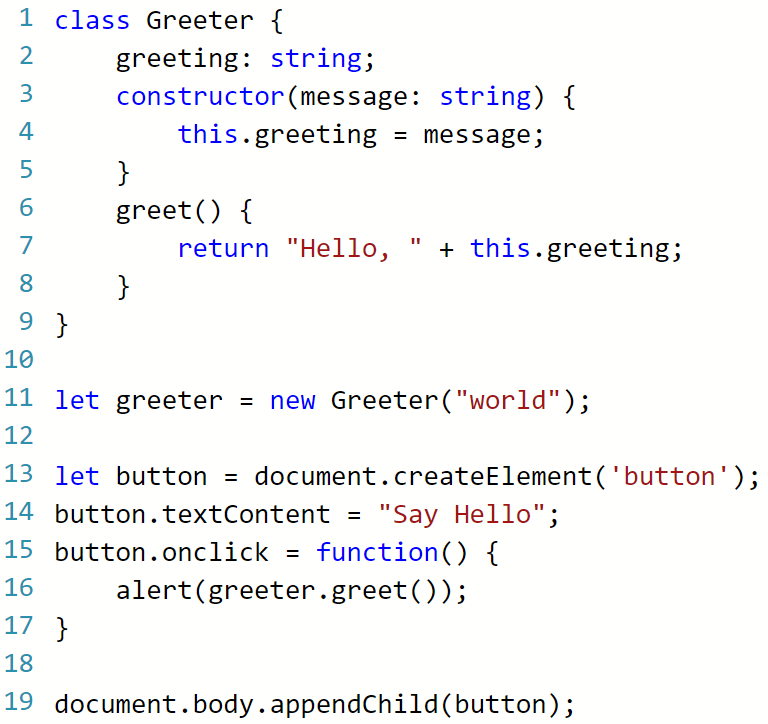 1 class Greeter {
2     greeting: string;
3     constructor(message: string) {
4         this.greeting = message;
5     }
6     greet() {
7         return "Hello, " + this.greeting;
8     }
9 }
10
11 let greeter = new Greeter("world");
12
13 let button = document.createElement('button');
14 button.textContent = "Say Hello";
15 button.onclick = function() {
16     alert(greeter.greet());
17 }
18
19 document.body.appendChild(button);